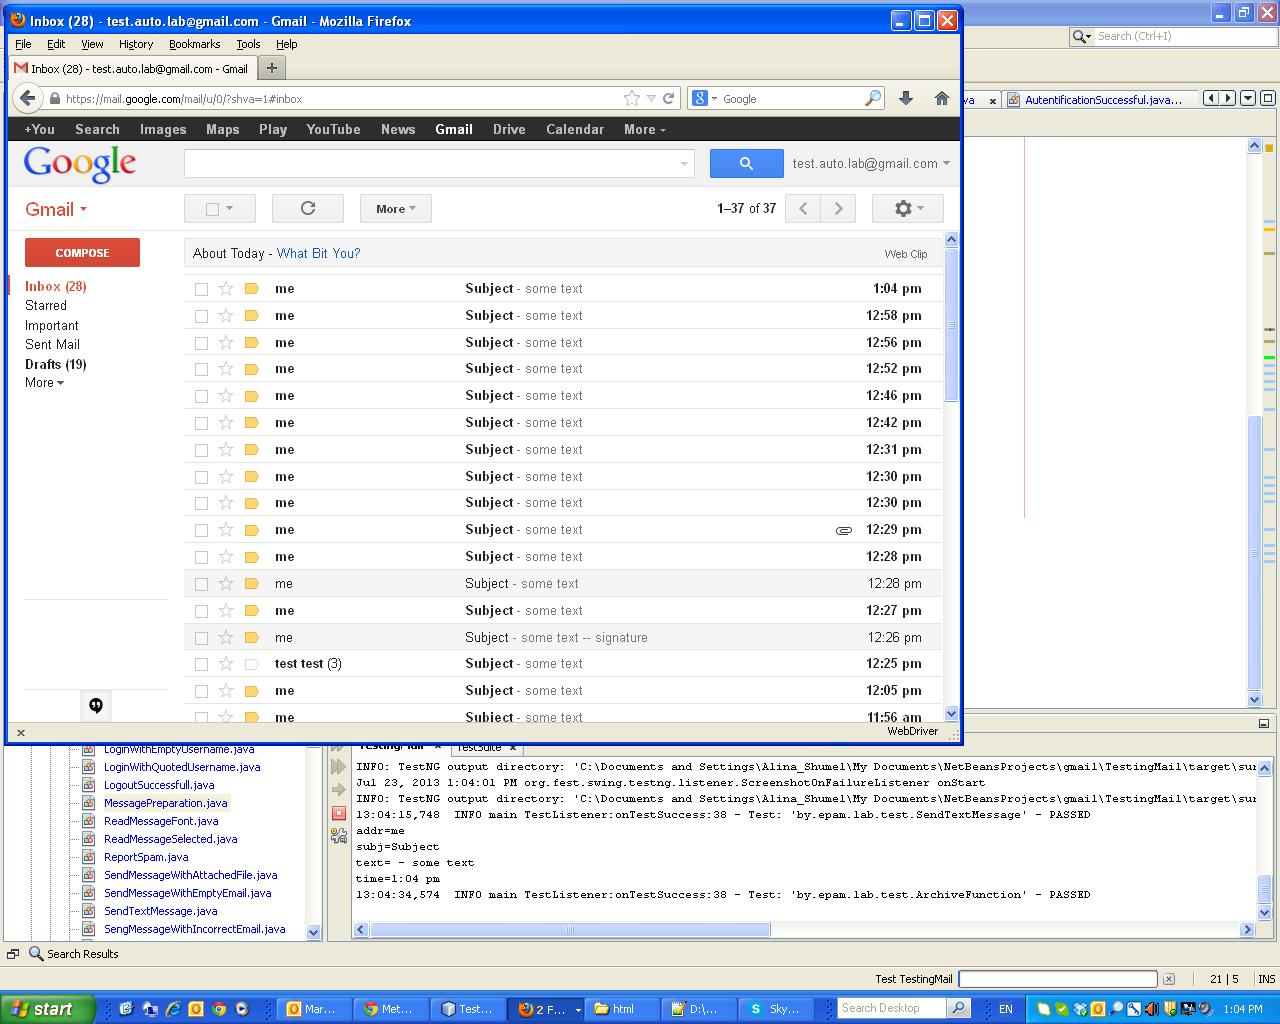 Inbox (28) - test.auto.lab@gmail.com - Gmail - Mozilla Firefox
File Edit View History Bookmarks Tools Help
Search (Ctrl+I)
Inbox (28) - test.auto.lab@gmail.com - Gmail
https://mail.google.com/mail/u/0/?shva=1#inbox
Google
va
AutentificationSuccessful.java...
+You Search Images Maps Play YouTube News Gmail Drive Calendar More
Google
test.auto.lab@gmail.com
Gmail
More
1–37 of 37
COMPOSE
About Today - What Bit You?
Web Clip
Inbox (28)
Starred
Important
Sent Mail
Drafts (19)
More
me Subject - some text 1:04 pm
me Subject - some text 12:58 pm
me Subject - some text 12:56 pm
me Subject - some text 12:52 pm
me Subject - some text 12:46 pm
me Subject - some text 12:42 pm
me Subject - some text 12:31 pm
me Subject - some text 12:30 pm
me Subject - some text 12:30 pm
me Subject - some text 12:29 pm
me Subject - some text 12:28 pm
me Subject - some text 12:28 pm
me Subject - some text 12:27 pm
me Subject - some text -- signature 12:26 pm
test test (3) Subject - some text 12:25 pm
me Subject - some text 12:05 pm
me Subject - some text 11:56 am
WebDriver
LoginWithEmptyUsername.java
LoginWithQuotedUsername.java
LogoutSuccessfull.java
MessagePreparation.java
ReadMessageFont.java
ReadMessageSelected.java
ReportSpam.java
SendMessageWithAttachedFile.java
SendMessageWithEmptyEmail.java
SendTextMessage.java
SengMessageWithIncorrectEmail.java
TestSuite
INFO: TestNG output directory: 'C:\Documents and Settings\Alina_Shumel\My Documents\NetBeansProjects\gmail\TestingMail\target\sur
Jul 23, 2013 1:04:01 PM org.fest.swing.testng.listener.ScreenshotOnFailureListener onStart
INFO: TestNG output directory: 'C:\Documents and Settings\Alina_Shumel\My Documents\NetBeansProjects\gmail\TestingMail\target\sur
13:04:15,748 INFO main TestListener:onTestSuccess:38 - Test: 'by.epam.lab.test.SendTextMessage' - PASSED
addr=me
subj=Subject
text= - some text
time=1:04 pm
13:04:34,574 INFO main TestListener:onTestSuccess:38 - Test: 'by.epam.lab.test.ArchiveFunction' - PASSED
Search Results
Test TestingMail
21 | 5 INS
start
Mar...
Met...
Test...
2 F...
html
D:\...
Sky...
Search Desktop
EN
1:04 PM